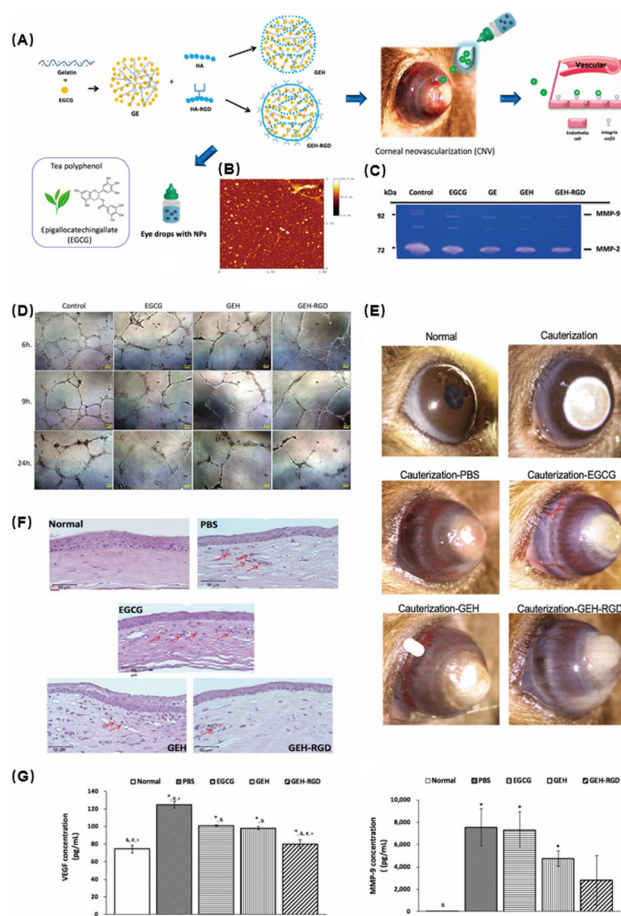 (A)
Gelatin
+
EGCG
GE
+
HA
HA-RGD
GEH
GEH-RGD
Corneal neovascularization (CNV)
Vascular
Endothelia cell
Integrin
Tea polyphenol
Epigallocatechingallate
(EGCG)
Eye drops with NPs
(B)
(C)
kDa
Control
EGCG
GE
GEH
GEH-RGD
92
72
MMP-9
MMP-2
(D)
Control
EGCG
GEH
GEH-RGD
6h.
9h.
24h.
(E)
Normal
Cauterization
Cauterization-PBS
Cauterization-EGCG
Cauterization-GEH
Cauterization-GEH-RGD
(F)
Normal
PBS
EGCG
GEH
GEH-RGD
(G)
Normal
PBS
EGCG
GEH
GEH-RGD
VEGF concentration
(pg/mL)
140
120
100
80
60
40
20
0
Normal
PBS
EGCG
GEH
GEH-RGD
MMP-9 concentration
(pg/mL)
10,000
8,000
6,000
4,000
2,000
0